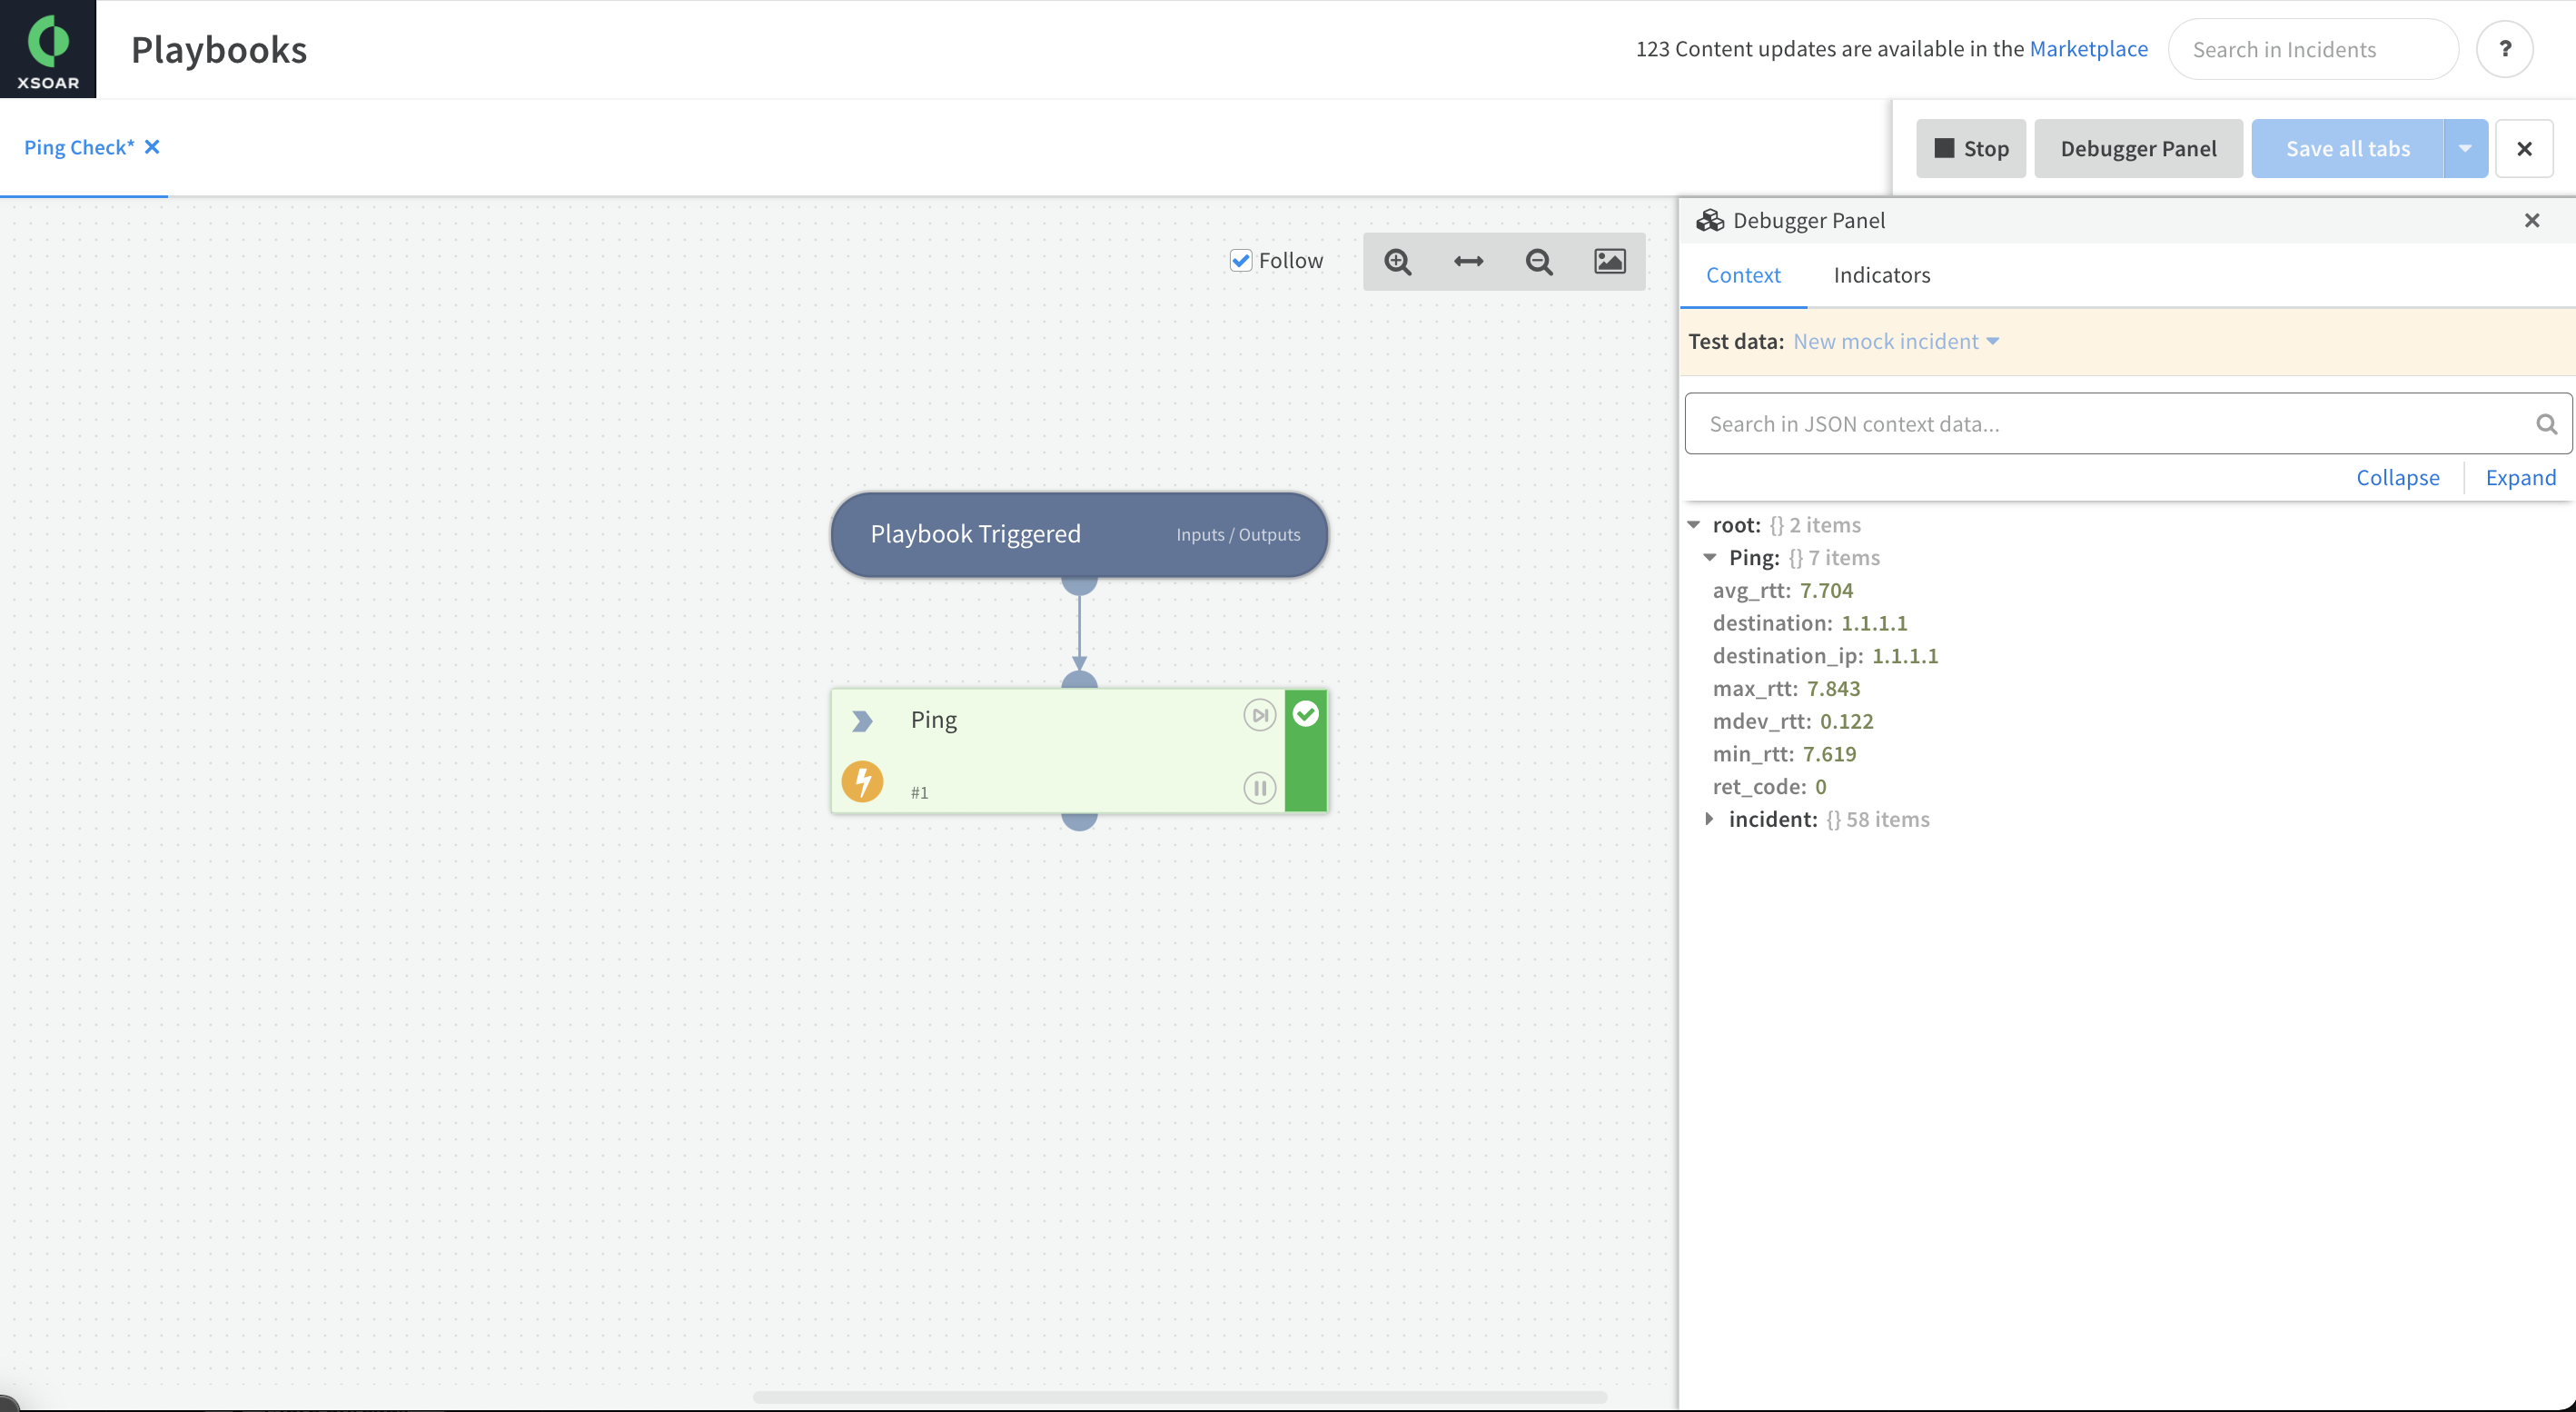 XSOAR
Playbooks
123 Content updates are available in the Marketplace
Search in Incidents
?
Ping Check*
Stop
Debugger Panel
Save all tabs
Follow
Debugger Panel
Context
Indicators
Test data: New mock incident
Search in JSON context data...
Collapse
Expand
Playbook Triggered
Inputs / Outputs
Ping
#1
root: {} 2 items
Ping: {} 7 items
avg_rtt: 7.704
destination: 1.1.1.1
destination_ip: 1.1.1.1
max_rtt: 7.843
mdev_rtt: 0.122
min_rtt: 7.619
ret_code: 0
incident: {} 58 items